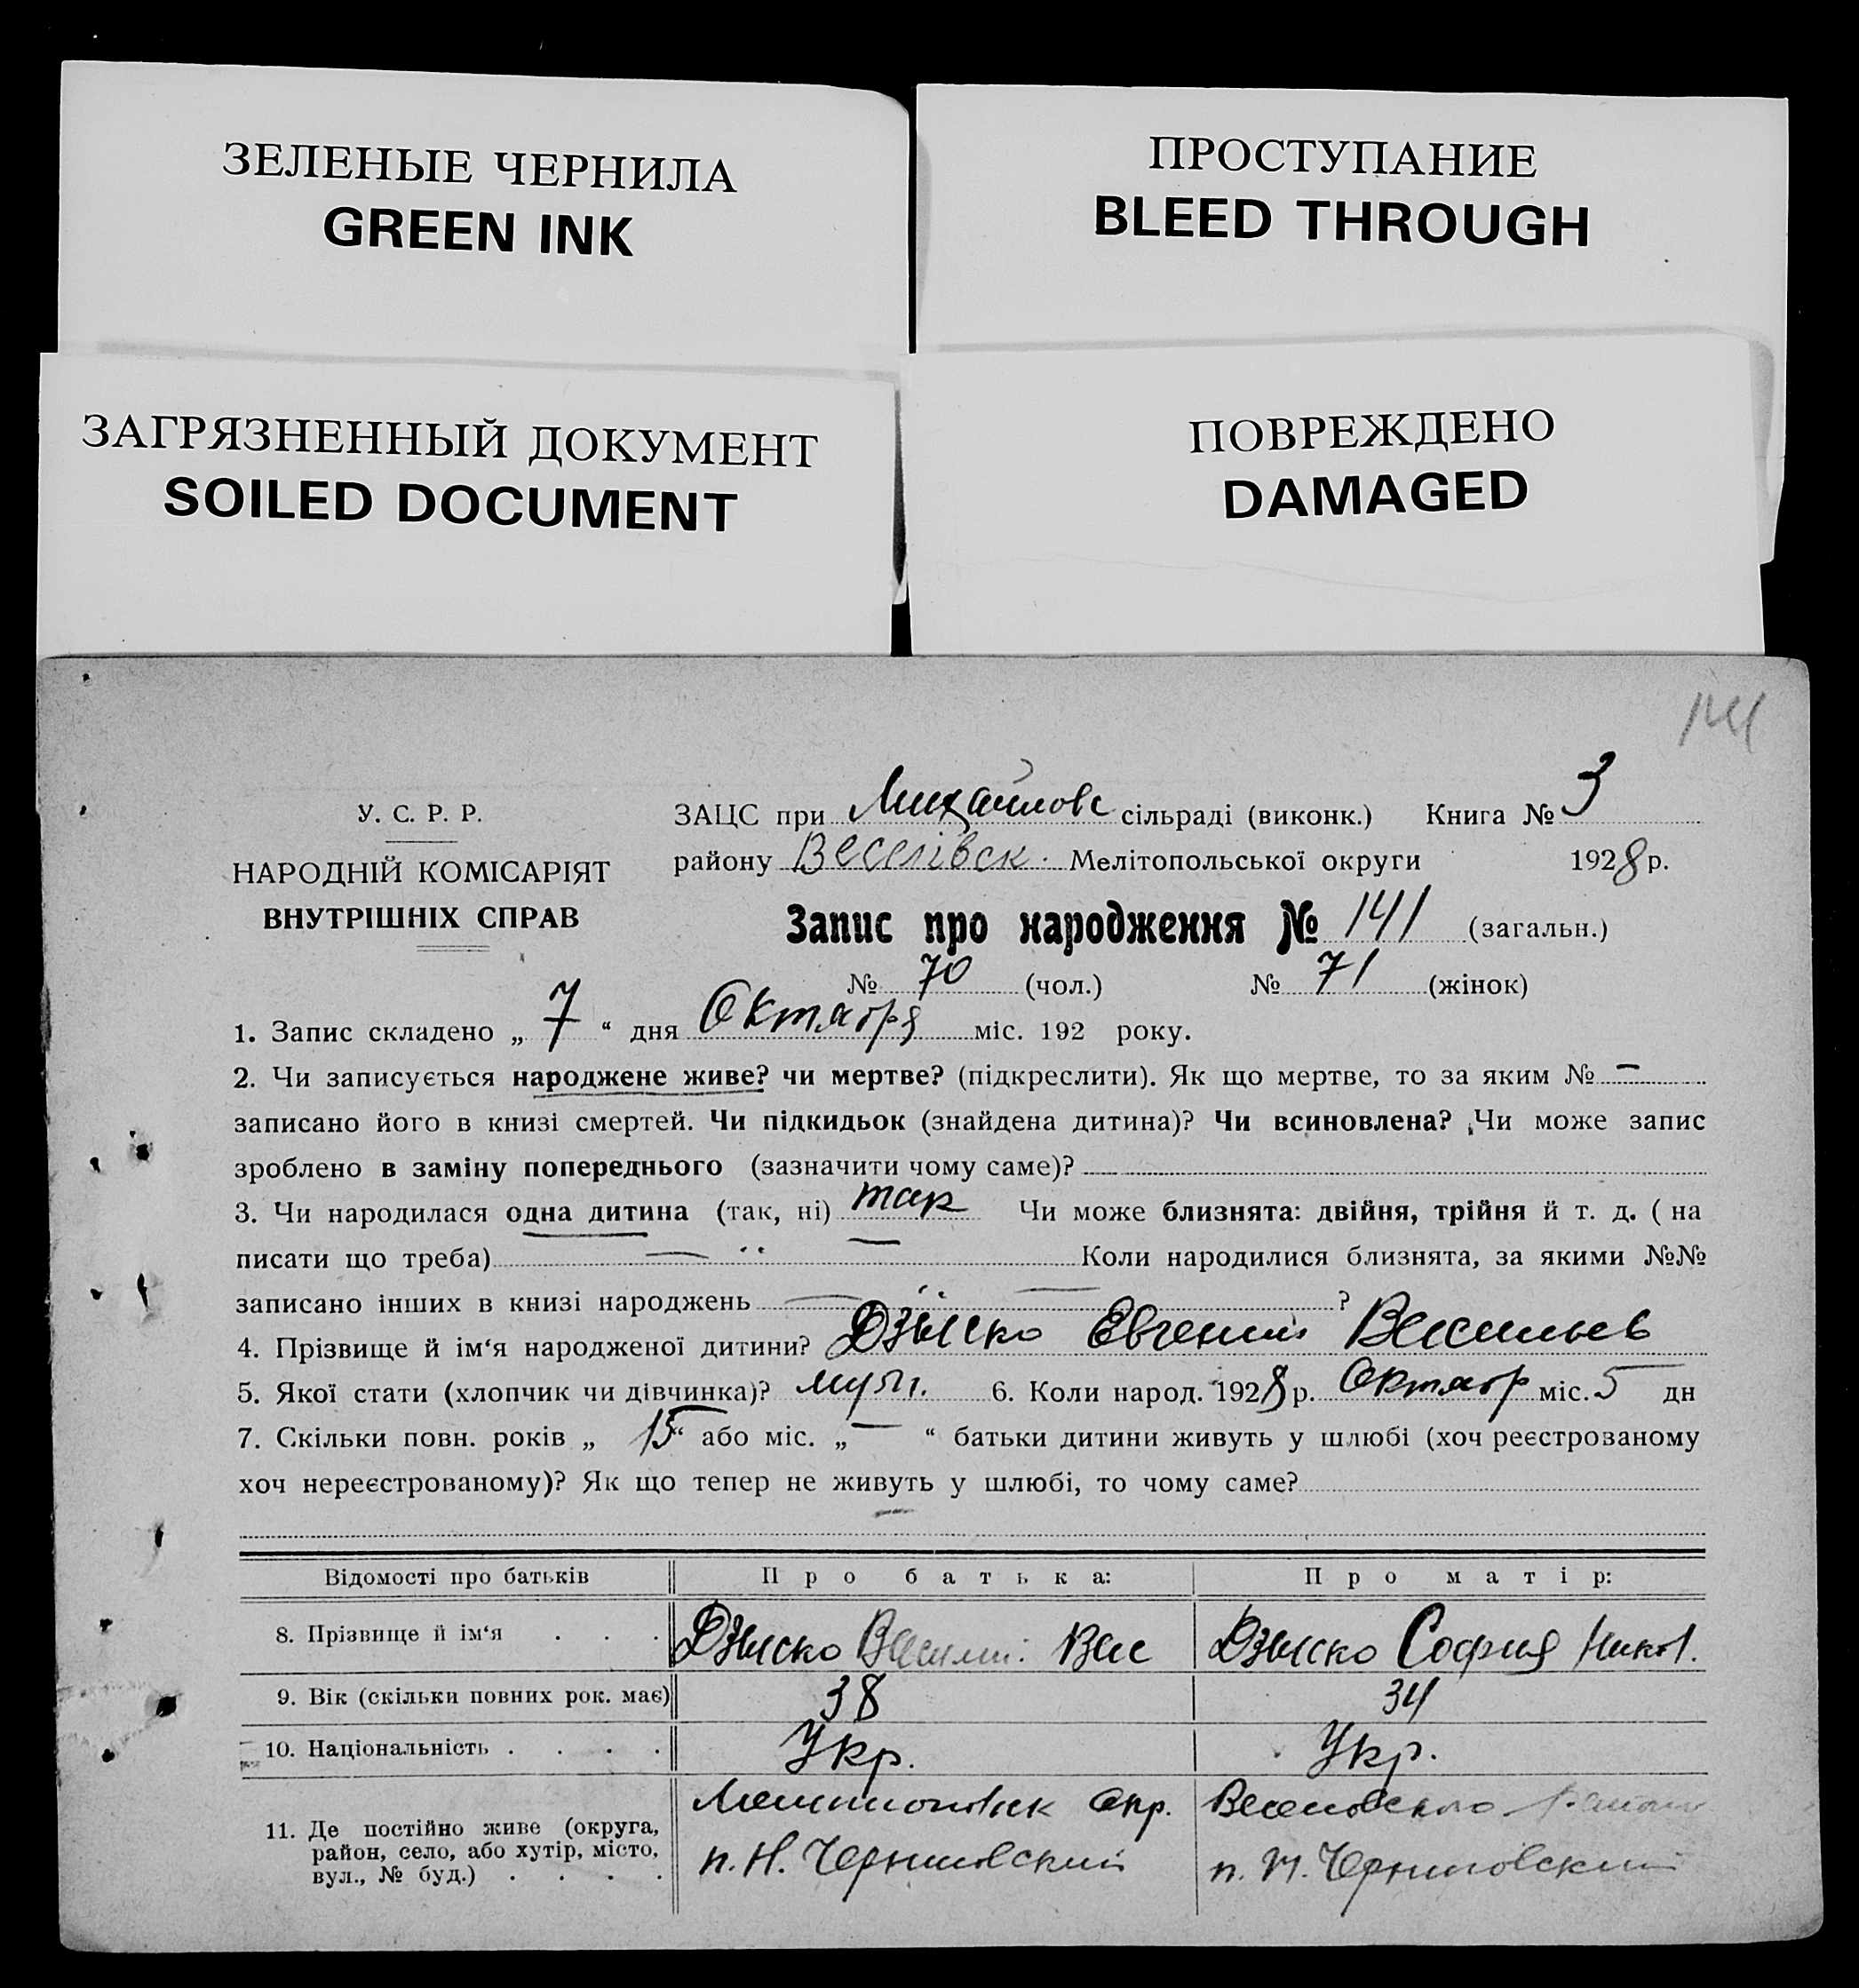 ЗЕЛЕНЫЕ ЧЕРНИЛА
GREEN INK
ПРОСТУПАНИЕ
BLEED THROUGH
ЗАГРЯЗНЕННЫЙ ДОКУМЕНТ
SOILED DOCUMENT
ПОВРЕЖДЕНО
DAMAGED
141
У. С. Р. Р.
НАРОДНІЙ КОМІСАРІЯТ
ВНУТРІШНІХ СПРАВ
ЗАЦС при Михайловс сільраді (виконк.) Книга № 3
району Веселівск. Мелітопольської округи 1928 р.
Запис про народження № 141 (загальн.)
№ 70 (чол.) № 71 (жінок)
1. Запис складено „ 7 “ дня Октября міс. 192 року.
2. Чи записується народжене живе? чи мертве? (підкреслити). Як що мертве, то за яким № —
записано його в книзі смертей. Чи підкидьок (знайдена дитина)? Чи всиновлена? Чи може запис
зроблено в заміну попереднього (зазначити чому саме)?
3. Чи народилася одна дитина (так, ні) так Чи може близнята: двійня, трійня й т. д. ( на
писати що треба) — ·· — Коли народилися близнята, за якими №№
записано інших в книзі народжень — ·· — ?
4. Прізвище й ім‘я народженої дитини? Дзыско Евгений Васильев
5. Якої стати (хлопчик чи дівчинка)? муж. 6. Коли народ. 1928 р. Октябр міс. 5 дн
7. Скільки повн. років „ 15 “ або міс. „ — “ батьки дитини живуть у шлюбі (хоч реєстрованому
хоч нереєстрованому)? Як що тепер не живуть у шлюбі, то чому саме?
—
Відомості про батьків Про батька: Про матір:
8. Прізвище й ім‘я . . . Дзыско Василий Вас Дзыско София Никол.
9. Вік (скільки повних рок. має) 38 34
10. Національність . . . . Укр. Укр.
11. Де постійно живе (округа,
район, село, або хутір, місто,
вул., № буд.) . . . .
окр. Веселовского района
п. Н. Черниговский п. Н. Черниговский